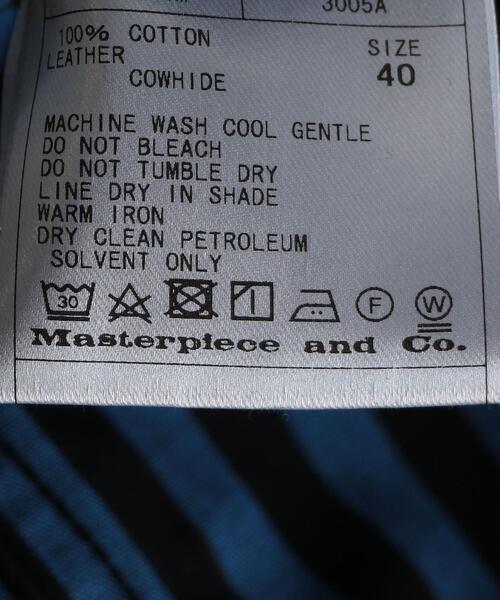 3005A
100% COTTON
LEATHER
COWHIDE
SIZE
40
MACHINE WASH COOL GENTLE
DO NOT BLEACH
DO NOT TUMBLE DRY
LINE DRY IN SHADE
WARM IRON
DRY CLEAN PETROLEUM
SOLVENT ONLY
30 F W
Masterpiece and Co.